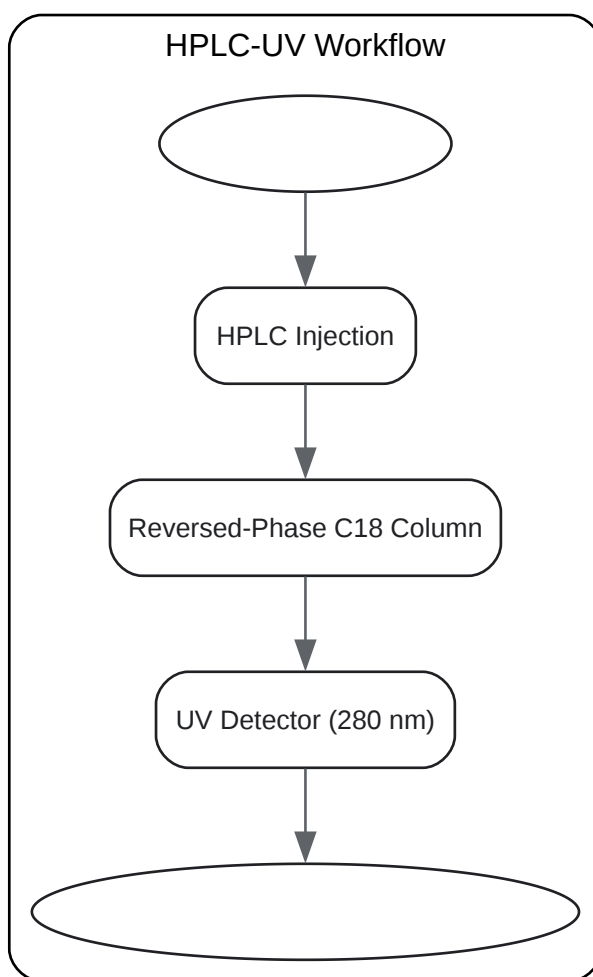 HPLC-UV Workflow
HPLC Injection
Reversed-Phase C18 Column
UV Detector (280 nm)